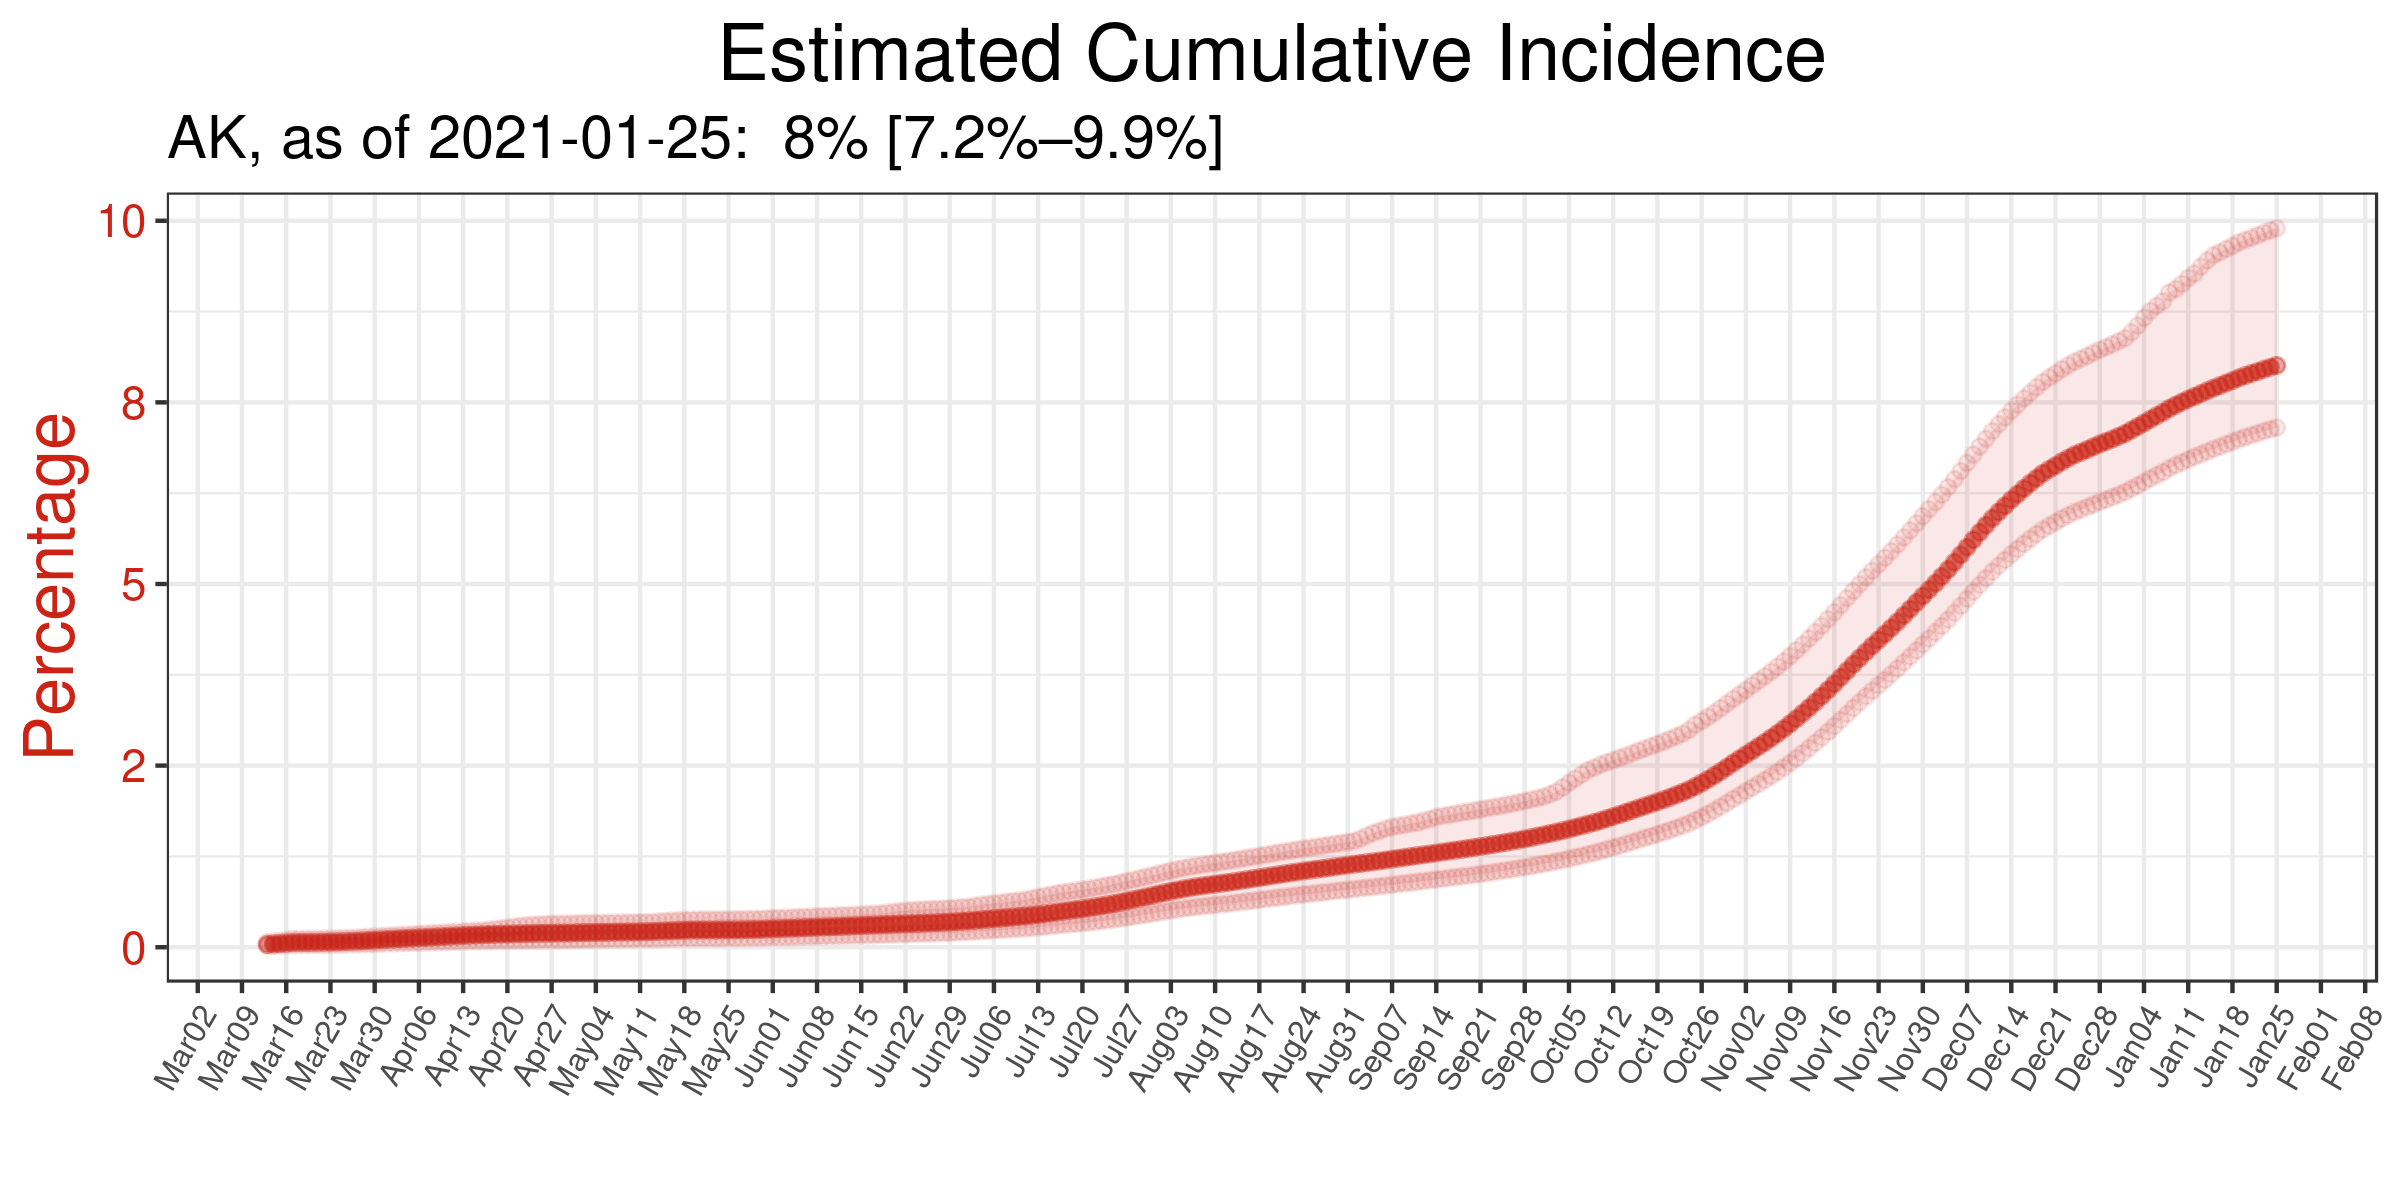 Estimated Cumulative Incidence
AK, as of 2021-01-25:  8% [7.2%–9.9%]
Percentage
10
8
5
2
0
Mar02 Mar09 Mar16 Mar23 Mar30 Apr06 Apr13 Apr20 Apr27 May04 May11 May18 May25 Jun01 Jun08 Jun15 Jun22 Jun29 Jul06 Jul13 Jul20 Jul27 Aug03 Aug10 Aug17 Aug24 Aug31 Sep07 Sep14 Sep21 Sep28 Oct05 Oct12 Oct19 Oct26 Nov02 Nov09 Nov16 Nov23 Nov30 Dec07 Dec14 Dec21 Dec28 Jan04 Jan11 Jan18 Jan25 Feb01 Feb08